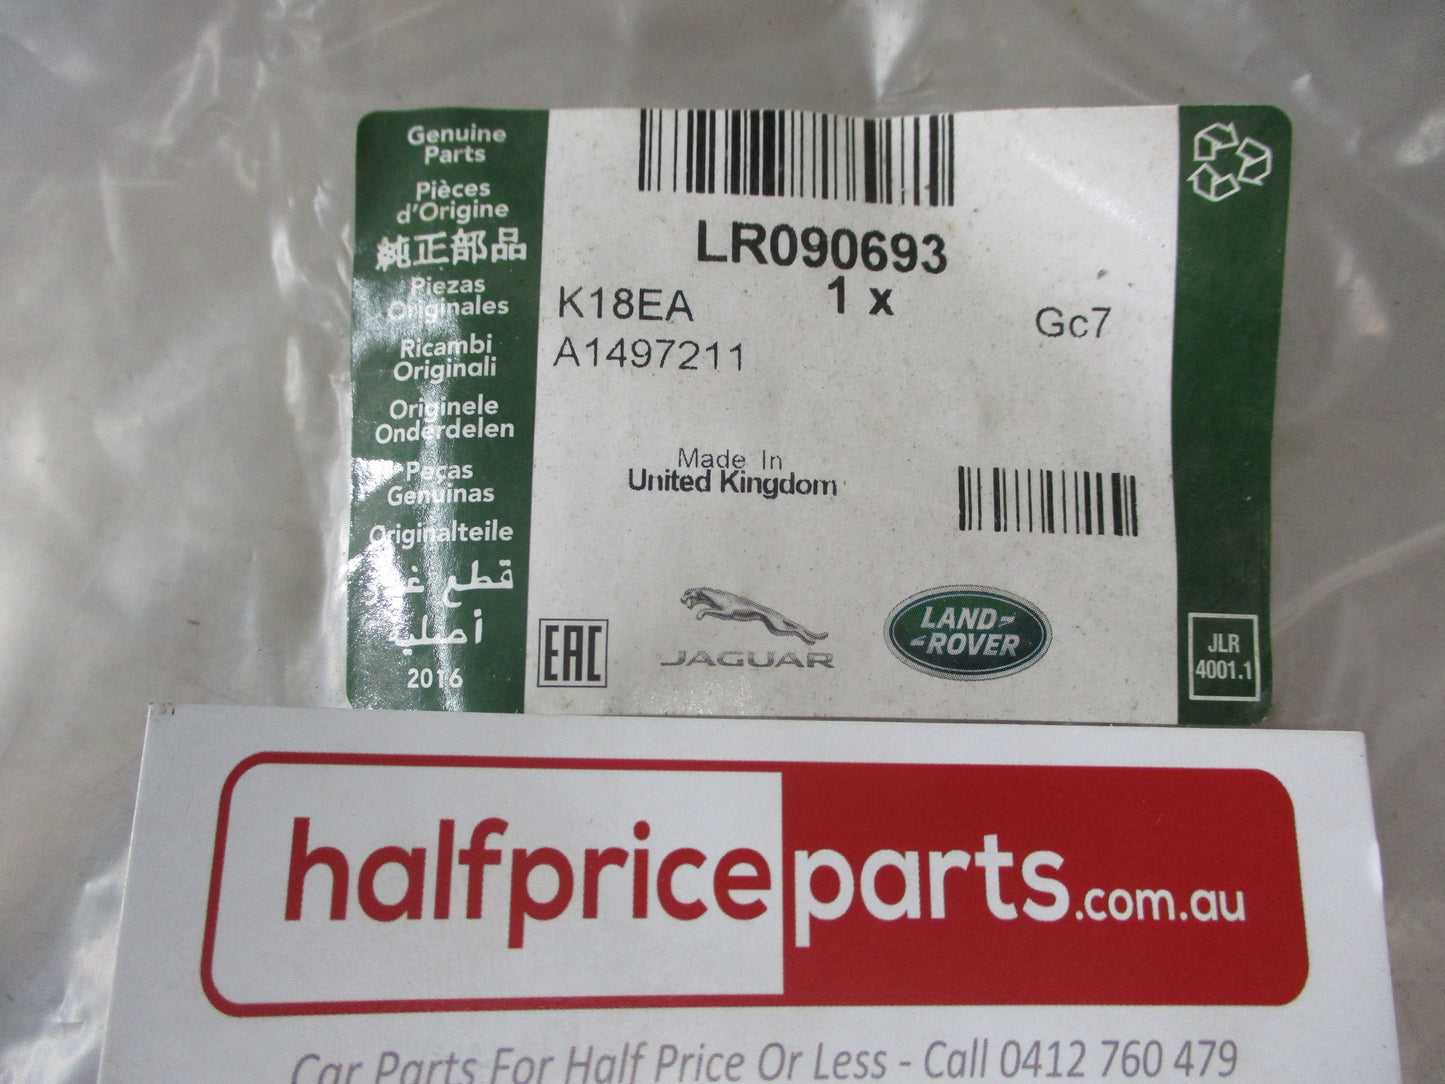 Genuine
Parts
Pièces
d'Origine
純正部品
Piezas
Originales
Ricambi
Originali
Originele
Onderdelen
Peças
Genuinas
Originalteile
قطع غيار
أصلية
2016
LR090693
1 x
K18EA
Gc7
A1497211
Made In
United Kingdom
EAC
JAGUAR
LAND-
-ROVER
JLR
4001.1
halfpriceparts.com.au
Car Parts For Half Price Or Less - Call 0412 760 479